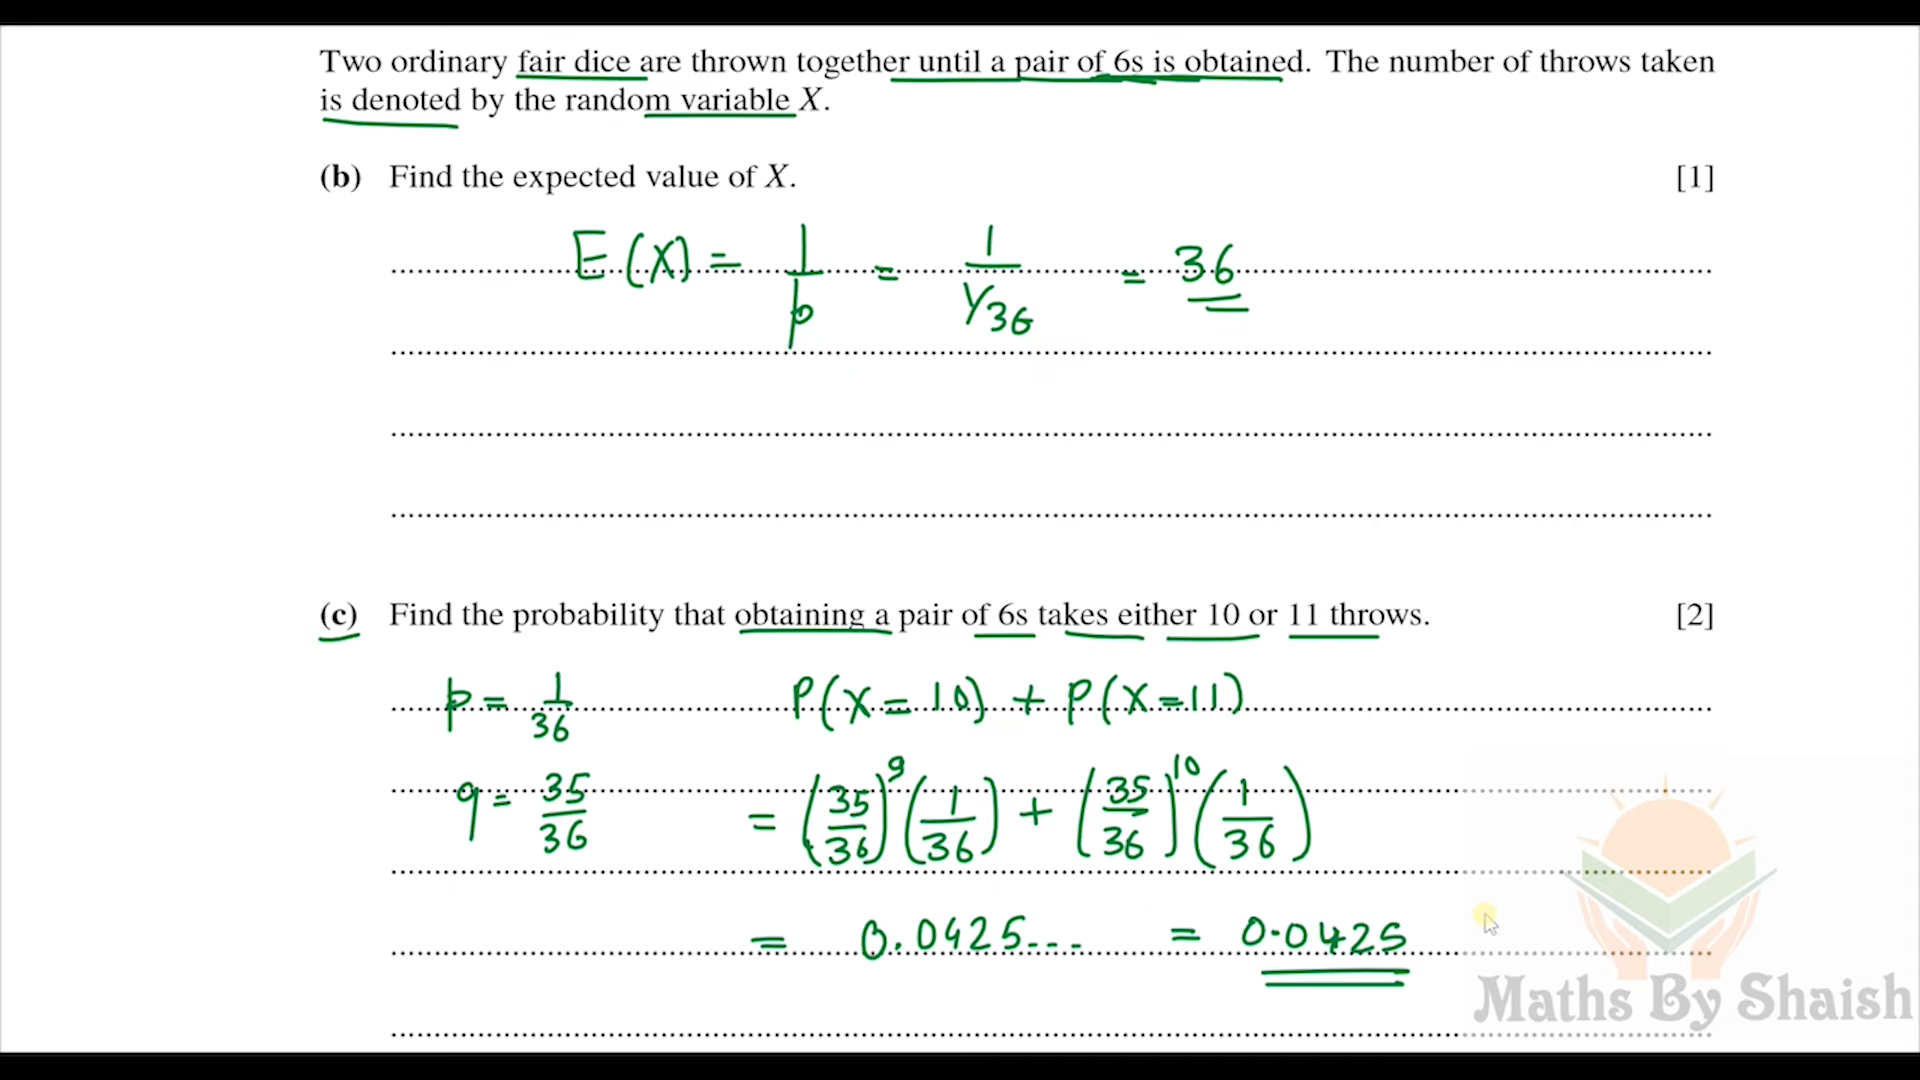 Two ordinary fair dice are thrown together until a pair of 6s is obtained. The number of throws taken
is denoted by the random variable X.
(b) Find the expected value of X. [1]
E(X) = 1/p = 1/(1/36) = 36
(c) Find the probability that obtaining a pair of 6s takes either 10 or 11 throws. [2]
p = 1/36 P(X = 10) + P(X = 11)
q = 35/36 = (35/36)^9 (1/36) + (35/36)^10 (1/36)
= 0.0425... = 0.0425
Maths By Shaish